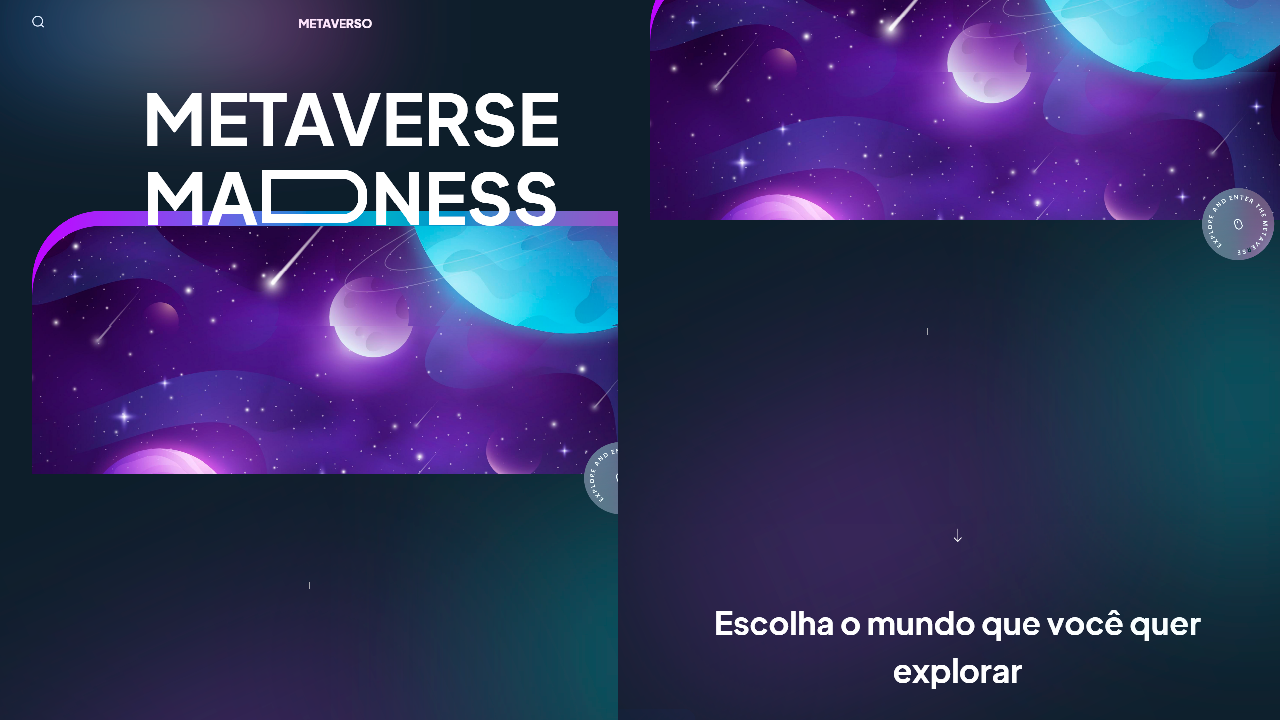 METAVERSO
METAVERSE
MADNESS
EXPLORE AND EN
EXPLORE AND ENTER THE METAVERSE
Escolha o mundo que você quer
explorar